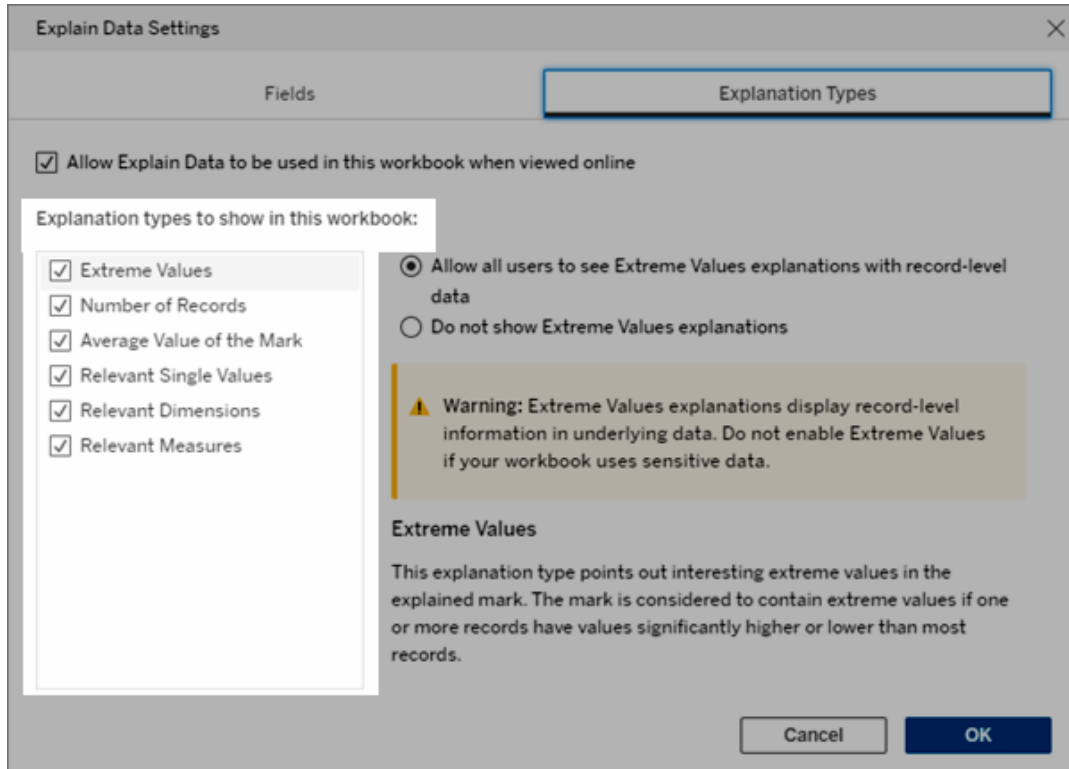 Explain Data Settings
Fields
Explanation Types
Allow Explain Data to be used in this workbook when viewed online
Explanation types to show in this workbook:
Extreme Values
Number of Records
Average Value of the Mark
Relevant Single Values
Relevant Dimensions
Relevant Measures
Allow all users to see Extreme Values explanations with record-level
data
Do not show Extreme Values explanations
Warning: Extreme Values explanations display record-level
information in underlying data. Do not enable Extreme Values
if your workbook uses sensitive data.
Extreme Values
This explanation type points out interesting extreme values in the
explained mark. The mark is considered to contain extreme values if one
or more records have values significantly higher or lower than most
records.
Cancel
OK